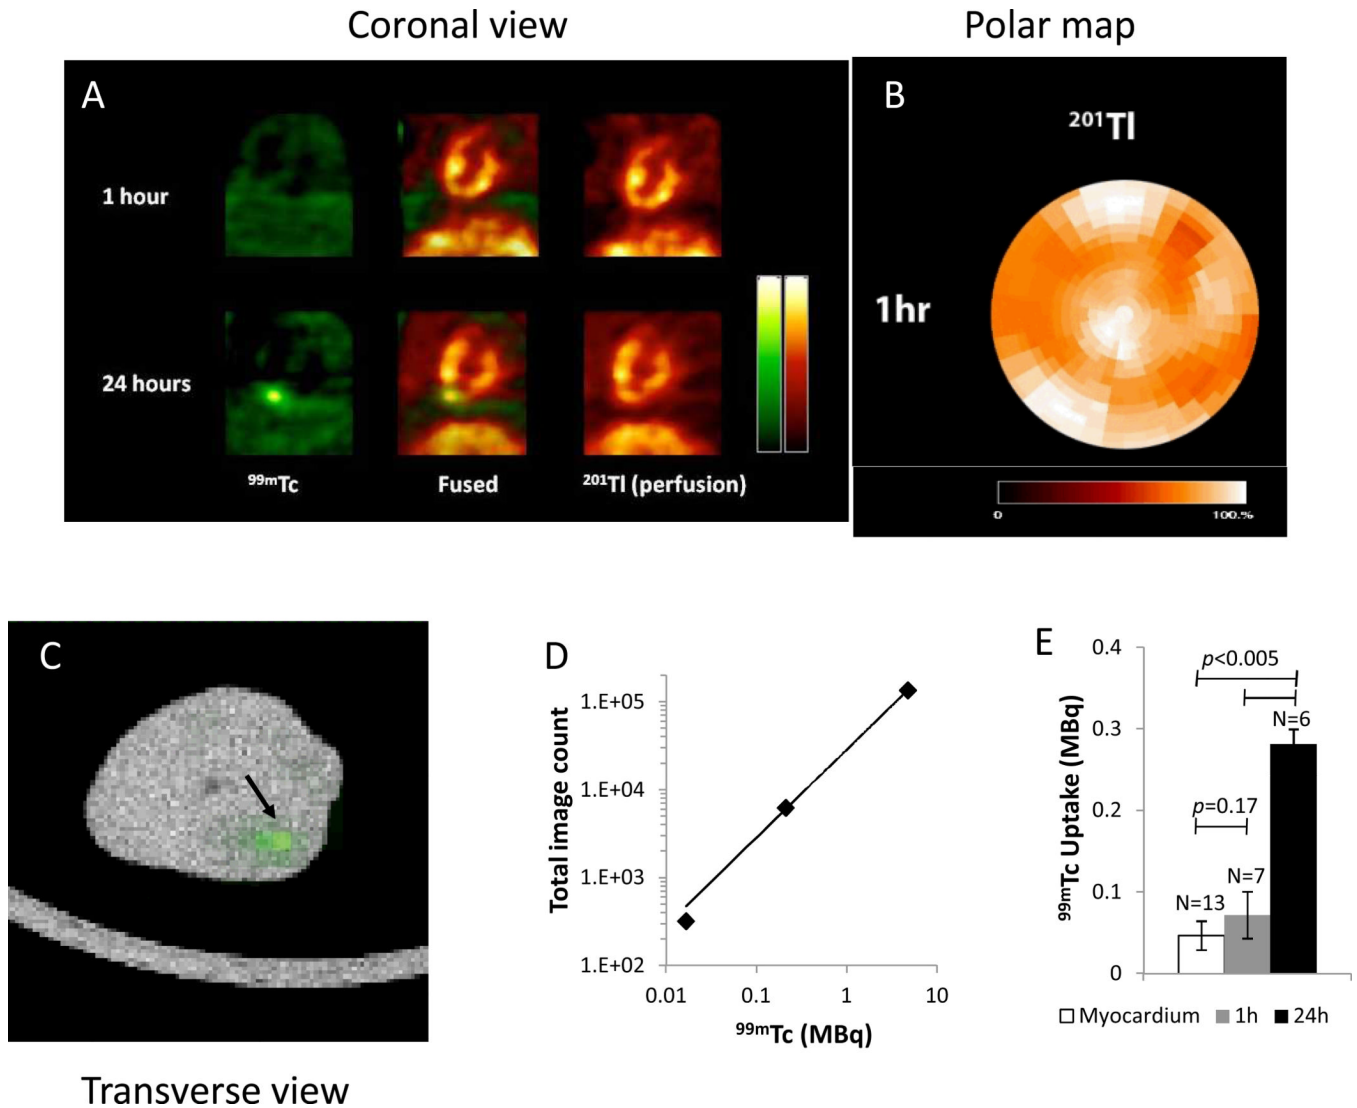 Coronal view
Polar map
A
1 hour
24 hours
⁹⁹ᵐTc
Fused
²⁰¹Tl (perfusion)
B
²⁰¹Tl
1hr
0
100.%
C
Transverse view
D
Total image count
1.E+05
1.E+04
1.E+03
1.E+02
0.01
0.1
1
10
⁹⁹ᵐTc (MBq)
E
⁹⁹ᵐTc Uptake (MBq)
0.4
0.3
0.2
0.1
0
p<0.005
N=6
p=0.17
N=7
N=13
Myocardium
1h
24h